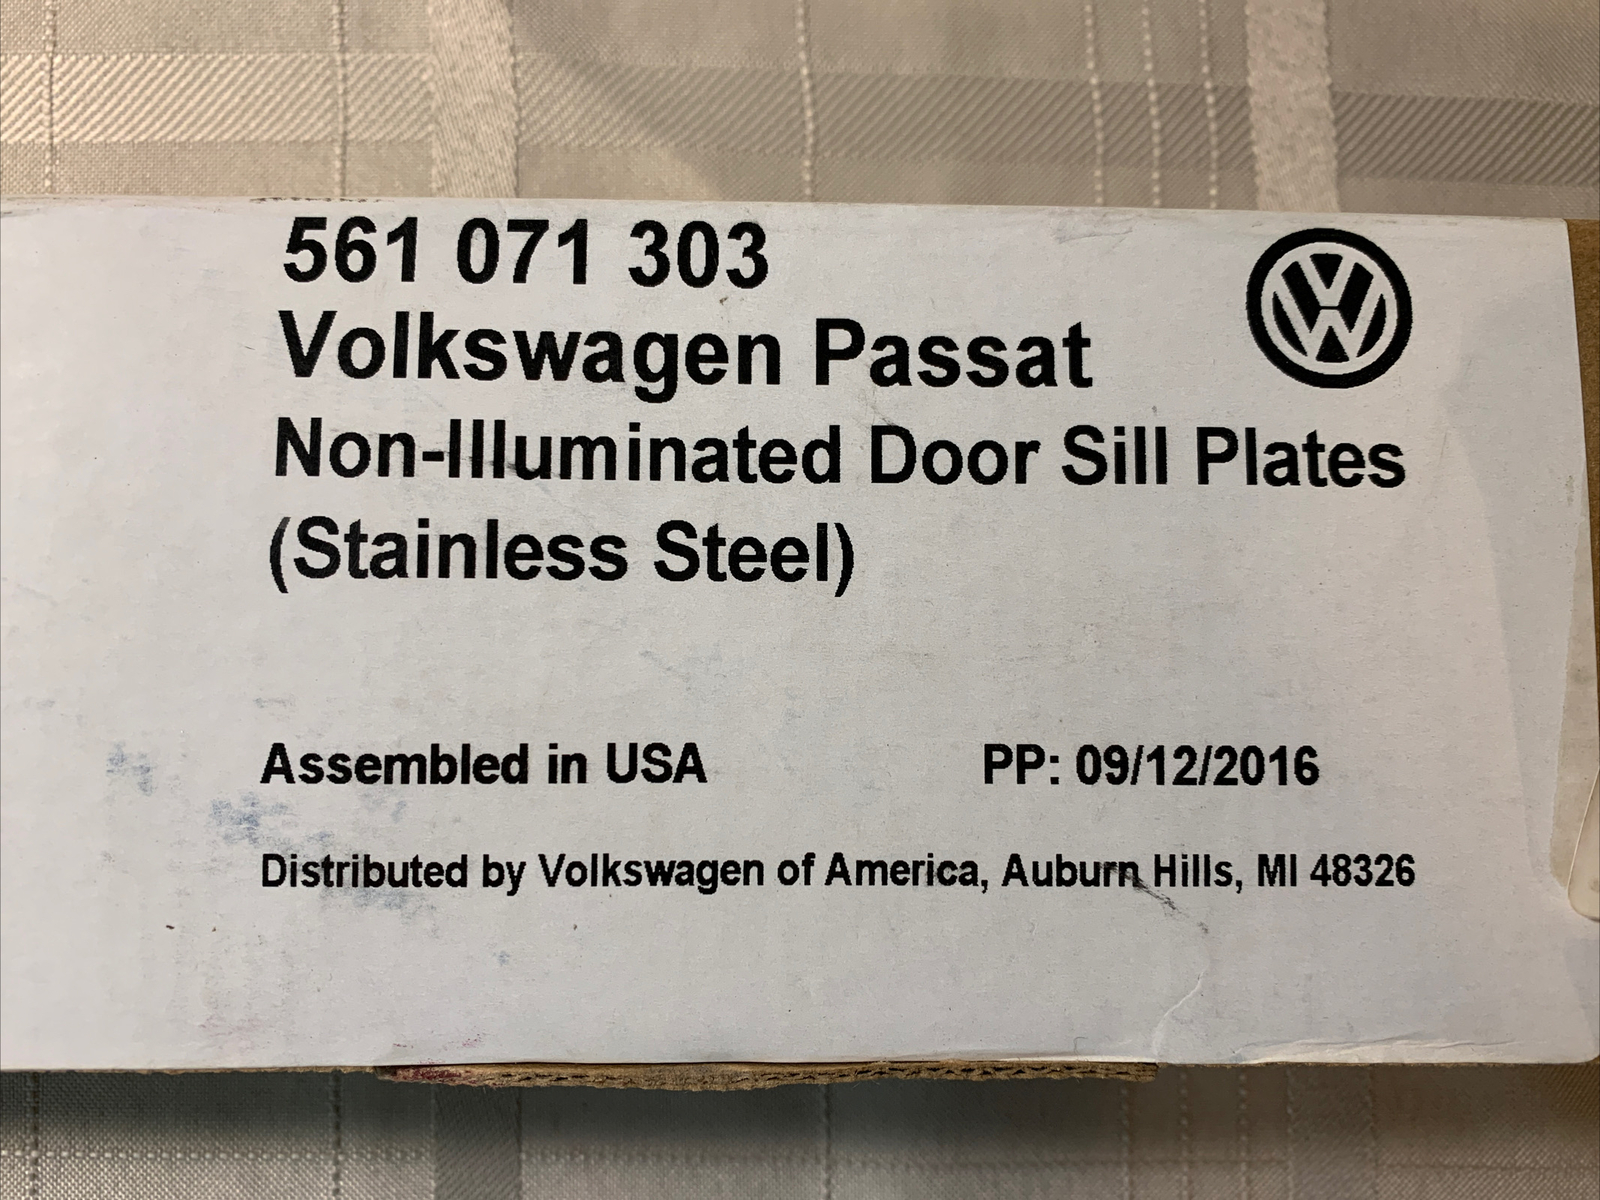 561 071 303
Volkswagen Passat
Non-Illuminated Door Sill Plates
(Stainless Steel)
Assembled in USA PP: 09/12/2016
Distributed by Volkswagen of America, Auburn Hills, MI 48326